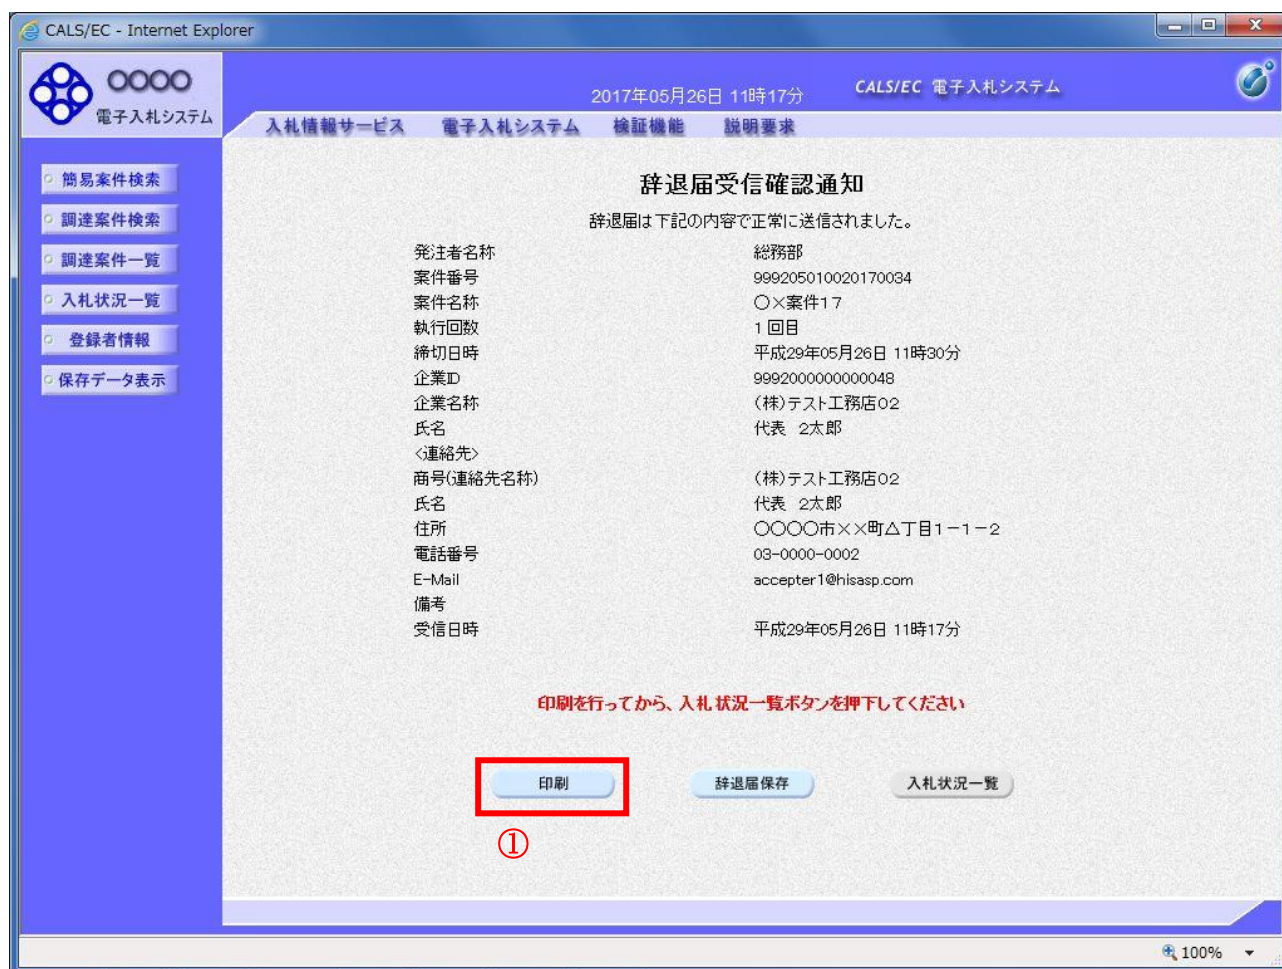 CALS/EC - Internet Explorer
OOOO
電子入札システム
2017年05月26日 11時17分
CALS/EC 電子入札システム
入札情報サービス 電子入札システム 検証機能 説明要求
簡易案件検索
調達案件検索
調達案件一覧
入札状況一覧
登録者情報
保存データ表示
辞退届受信確認通知
辞退届は下記の内容で正常に送信されました。
発注者名称 総務部
案件番号 999205010020170034
案件名称 〇×案件17
執行回数 1回目
締切日時 平成29年05月26日 11時30分
企業ID 9992000000000048
企業名称 (株)テスト工務店02
氏名 代表 2太郎
<連絡先>
商号(連絡先名称) (株)テスト工務店02
氏名 代表 2太郎
住所 〇〇〇〇市××町△丁目1-1-2
電話番号 03-0000-0002
E-Mail accepter1@hisasp.com
備考
受信日時 平成29年05月26日 11時17分
印刷を行ってから、入札状況一覧ボタンを押下してください
印刷 辞退届保存 入札状況一覧
①
100%